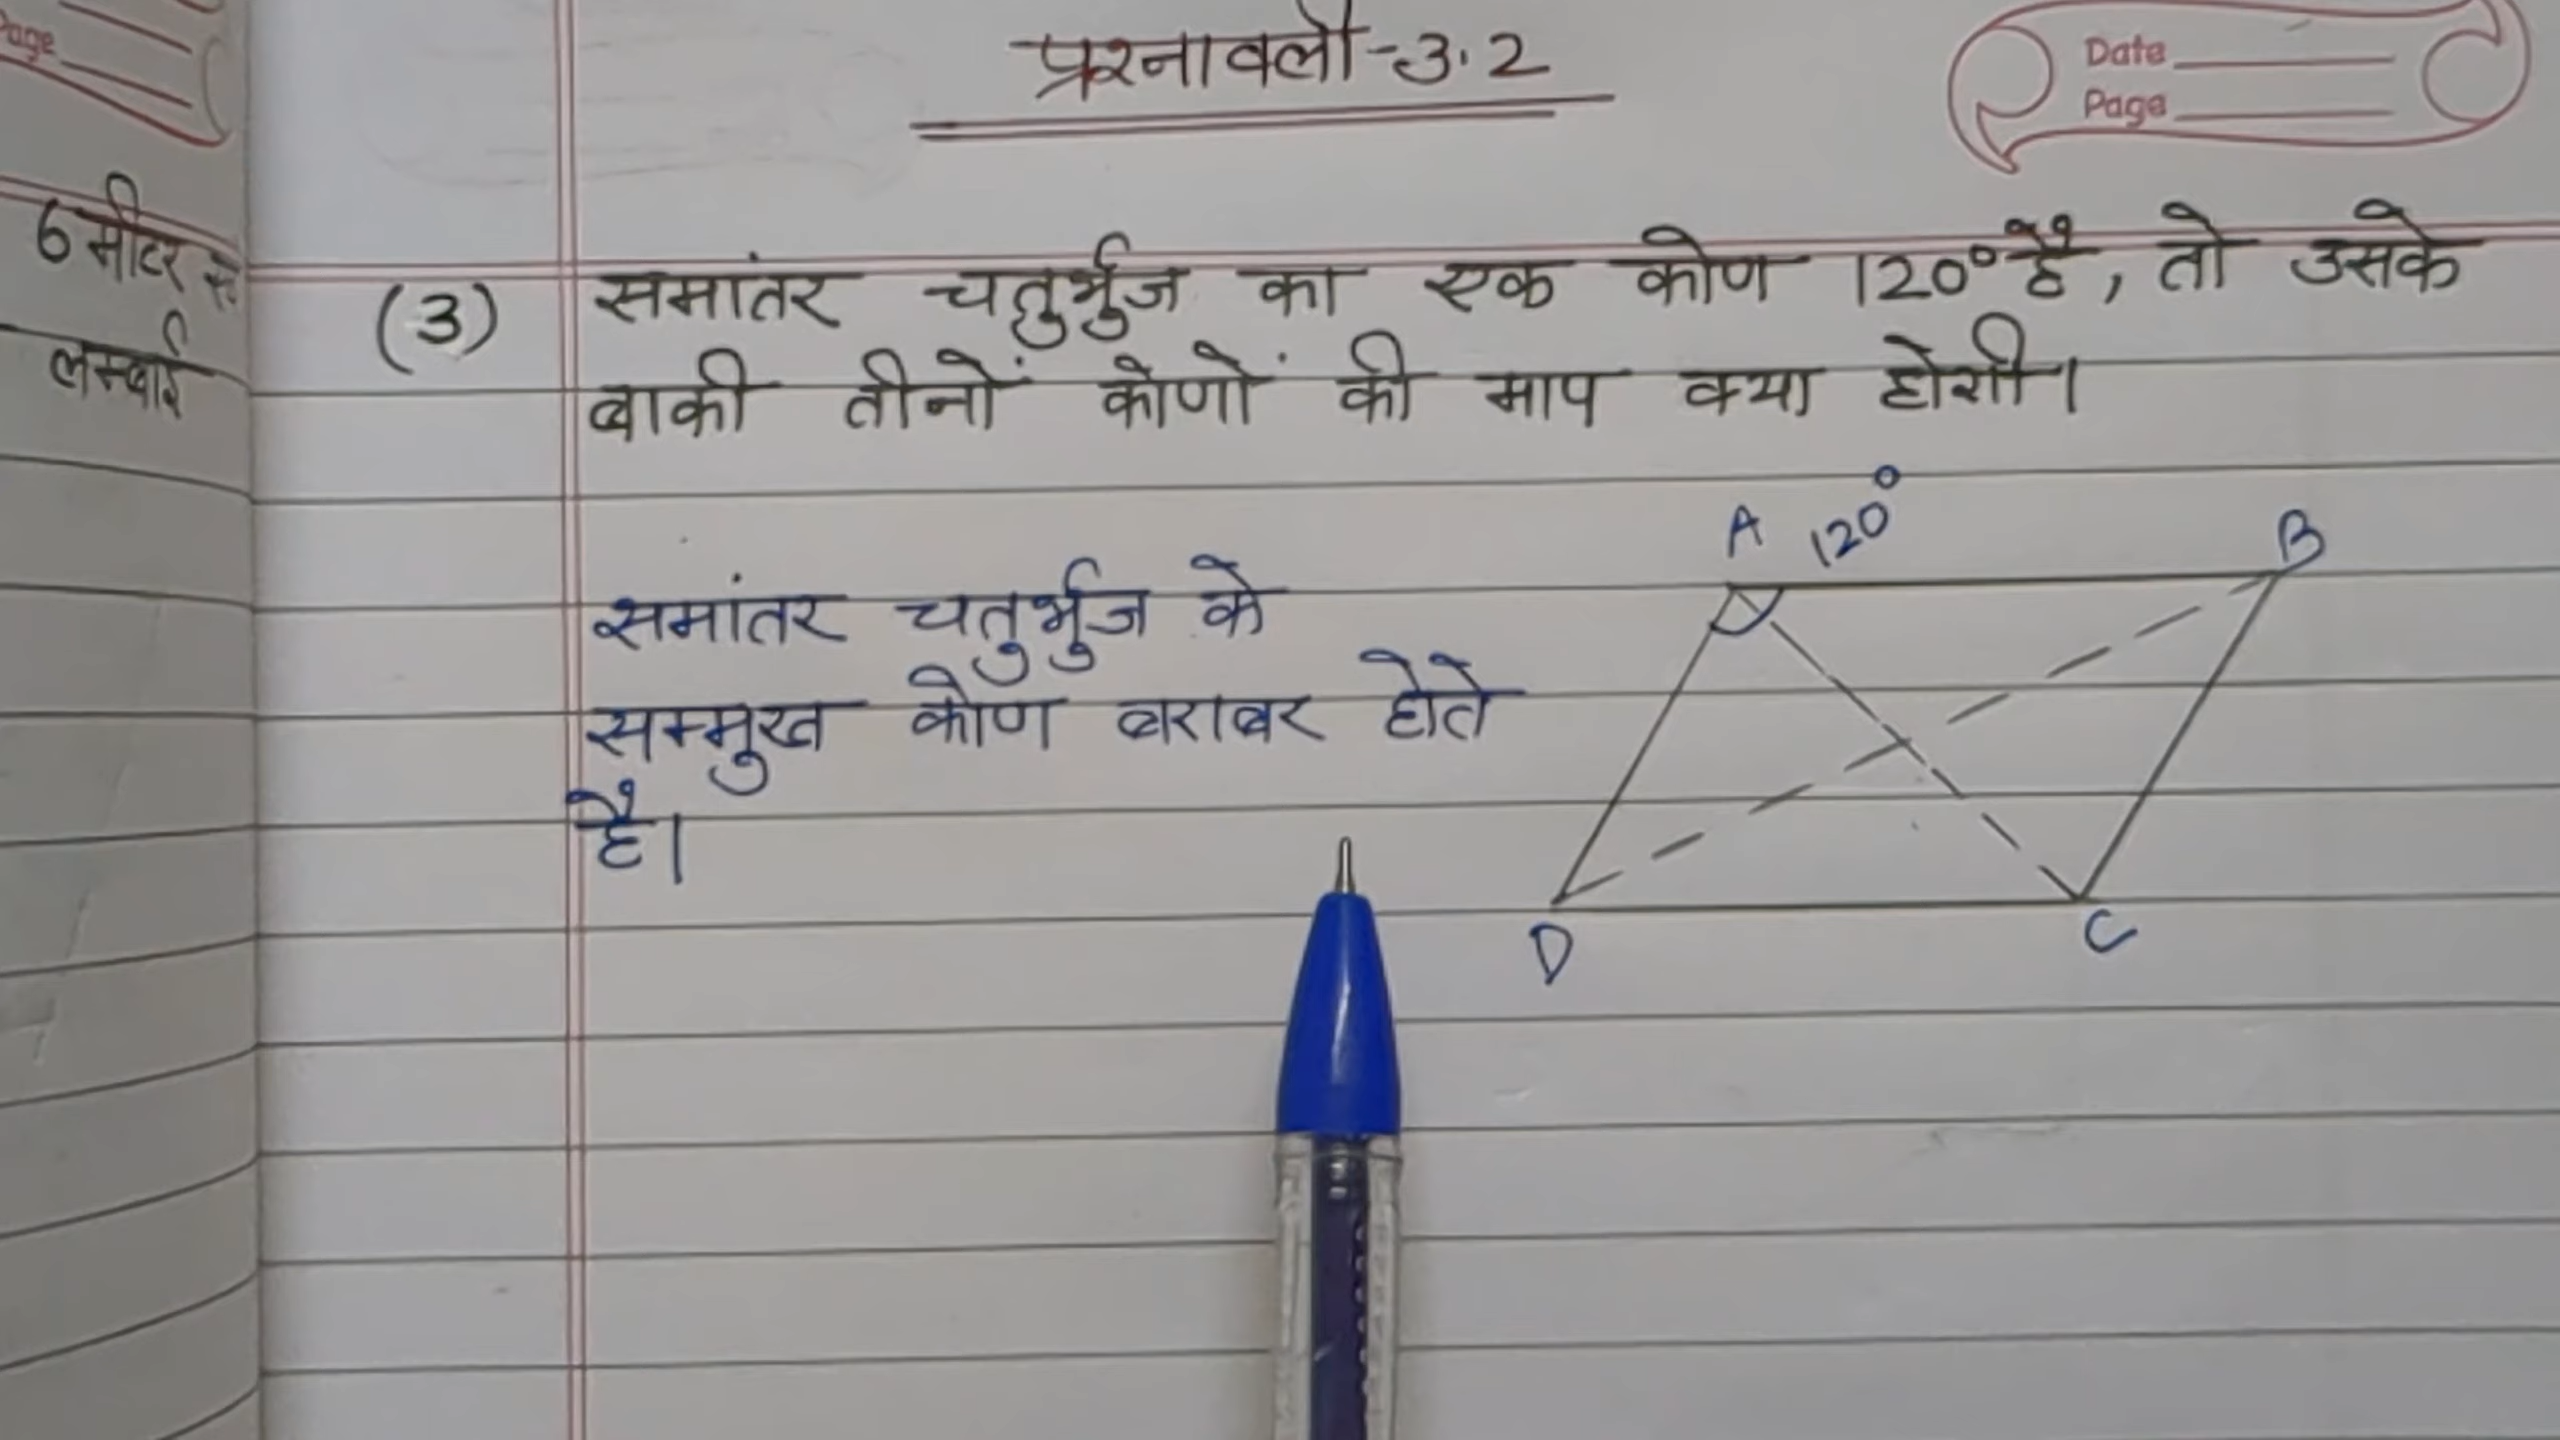 Page
प्रश्नावली-3.2
Date
Page
6 मीटर से
लम्बाई
(3) समांतर चतुर्भुज का एक कोण 120° है, तो उसके
बाकी तीनों कोणों की माप क्या होगी।
A 120° B
समांतर चतुर्भुज के
सम्मुख कोण बराबर होते
है।
D C